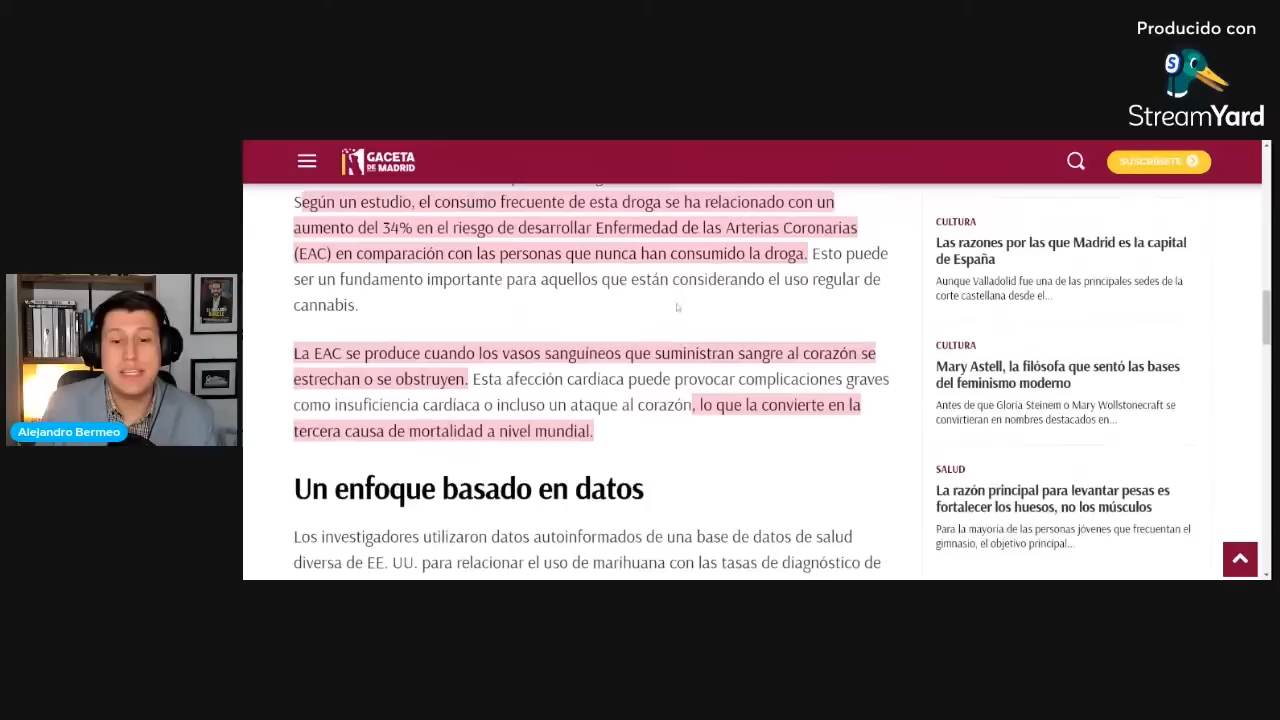 Producido con
StreamYard
GACETA
DE MADRID
SUSCRÍBETE
Según un estudio, el consumo frecuente de esta droga se ha relacionado con un
aumento del 34% en el riesgo de desarrollar Enfermedad de las Arterias Coronarias
(EAC) en comparación con las personas que nunca han consumido la droga. Esto puede
ser un fundamento importante para aquellos que están considerando el uso regular de
cannabis.
La EAC se produce cuando los vasos sanguíneos que suministran sangre al corazón se
estrechan o se obstruyen. Esta afección cardíaca puede provocar complicaciones graves
como insuficiencia cardíaca o incluso un ataque al corazón, lo que la convierte en la
tercera causa de mortalidad a nivel mundial.
Un enfoque basado en datos
Los investigadores utilizaron datos autoinformados de una base de datos de salud
diversa de EE. UU. para relacionar el uso de marihuana con las tasas de diagnóstico de
CULTURA
Las razones por las que Madrid es la capital
de España
Aunque Valladolid fue una de las principales sedes de la
corte castellana desde el...
CULTURA
Mary Astell, la filósofa que sentó las bases
del feminismo moderno
Antes de que Gloria Steinem o Mary Wollstonecraft se
convirtieran en nombres destacados en...
SALUD
La razón principal para levantar pesas es
fortalecer los huesos, no los músculos
Para la mayoría de las personas jóvenes que frecuentan el
gimnasio, el objetivo principal...
Alejandro Bermeo